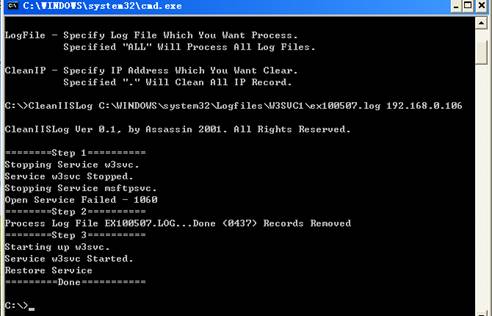 C:\WINDOWS\system32\cmd.exe
LogFile - Specify Log File Which You Want Process.
Specified "ALL" Will Process All Log Files.
CleanIP - Specify IP Address Which You Want Clear.
Specified "." Will Clean All IP Record.
C:\>CleanIISLog C:\WINDOWS\system32\Logfiles\W3SVC1\ex100507.log 192.168.0.106
CleanIISLog Ver 0.1, by Assassin 2001. All Rights Reserved.
========Step 1==========
Stopping Service w3svc.
Service w3svc Stopped.
Stopping Service msftpsvc.
Open Service Failed - 1060
========Step 2==========
Process Log File EX100507.LOG...Done <0437> Records Removed
========Step 3==========
Starting up w3svc.
Service w3svc Started.
Restore Service
=========Done===========
C:\>_